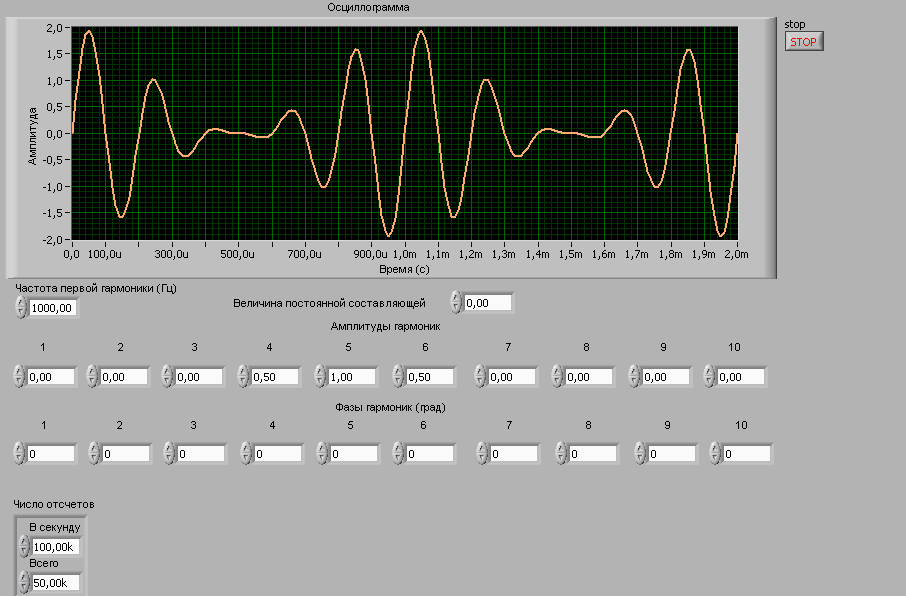 Осциллограмма
stop
STOP
Амплитуда
2,0
1,5
1,0
0,5
0,0
-0,5
-1,0
-1,5
-2,0
0,0 100,0u 300,0u 500,0u 700,0u 900,0u 1,0m 1,1m 1,2m 1,3m 1,4m 1,5m 1,6m 1,7m 1,8m 1,9m 2,0m
Время (с)
Частота первой гармоники (Гц)
1000,00
Величина постоянной составляющей 0,00
Амплитуды гармоник
1 2 3 4 5 6 7 8 9 10
0,00 0,00 0,00 0,50 1,00 0,50 0,00 0,00 0,00 0,00
Фазы гармоник (град)
1 2 3 4 5 6 7 8 9 10
0 0 0 0 0 0 0 0 0 0
Число отсчетов
В секунду
100,00k
Всего
50,00k